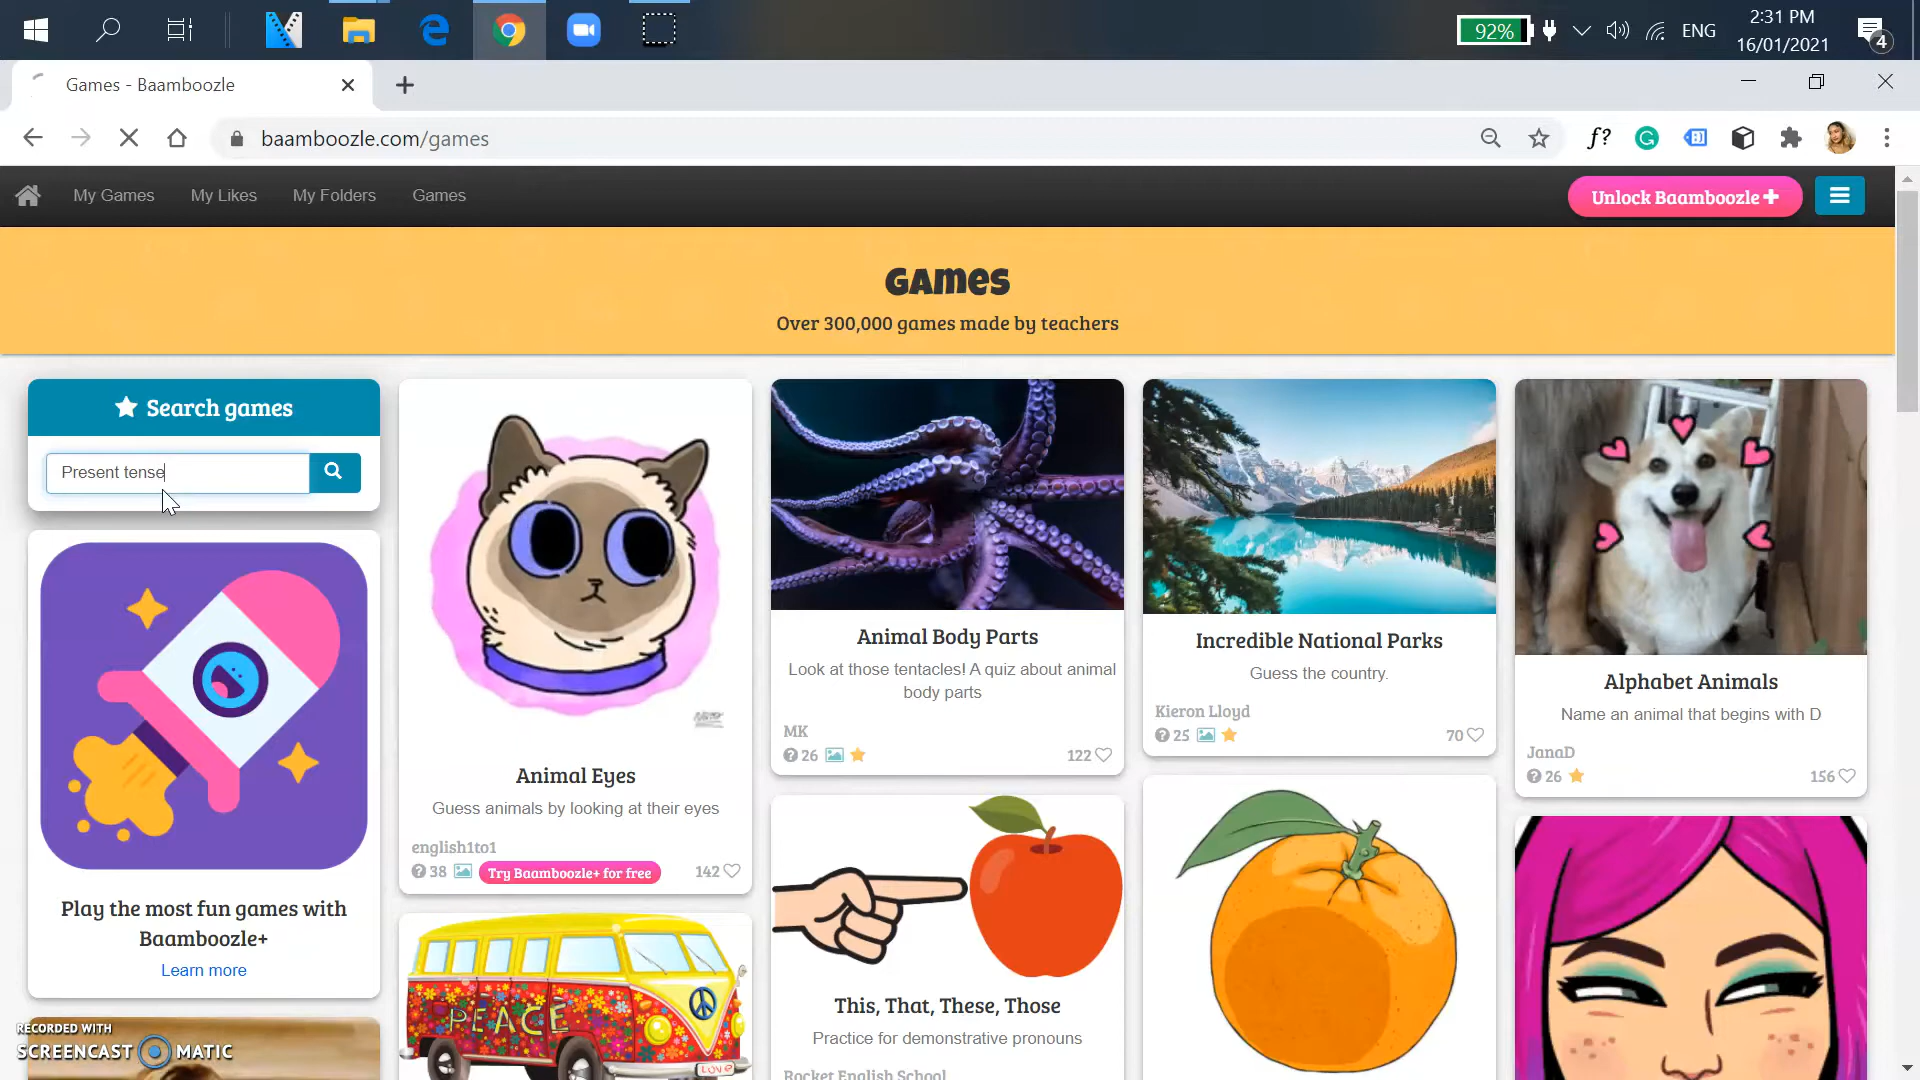 92%
ENG
2:31 PM
16/01/2021
4
Games - Baamboozle
baamboozle.com/games
f?
My Games
My Likes
My Folders
Games
Unlock Baamboozle+
Games
Over 300,000 games made by teachers
Search games
Present tense
Play the most fun games with
Baamboozle+
Learn more
Animal Eyes
Guess animals by looking at their eyes
english1to1
38
Try Baamboozle+ for free
142
PEACE
LOVE
Animal Body Parts
Look at those tentacles! A quiz about animal
body parts
MK
26
122
This, That, These, Those
Practice for demonstrative pronouns
Rocket English School
Incredible National Parks
Guess the country.
Kieron Lloyd
25
70
Alphabet Animals
Name an animal that begins with D
JanaD
26
156
RECORDED WITH
SCREENCAST MATIC